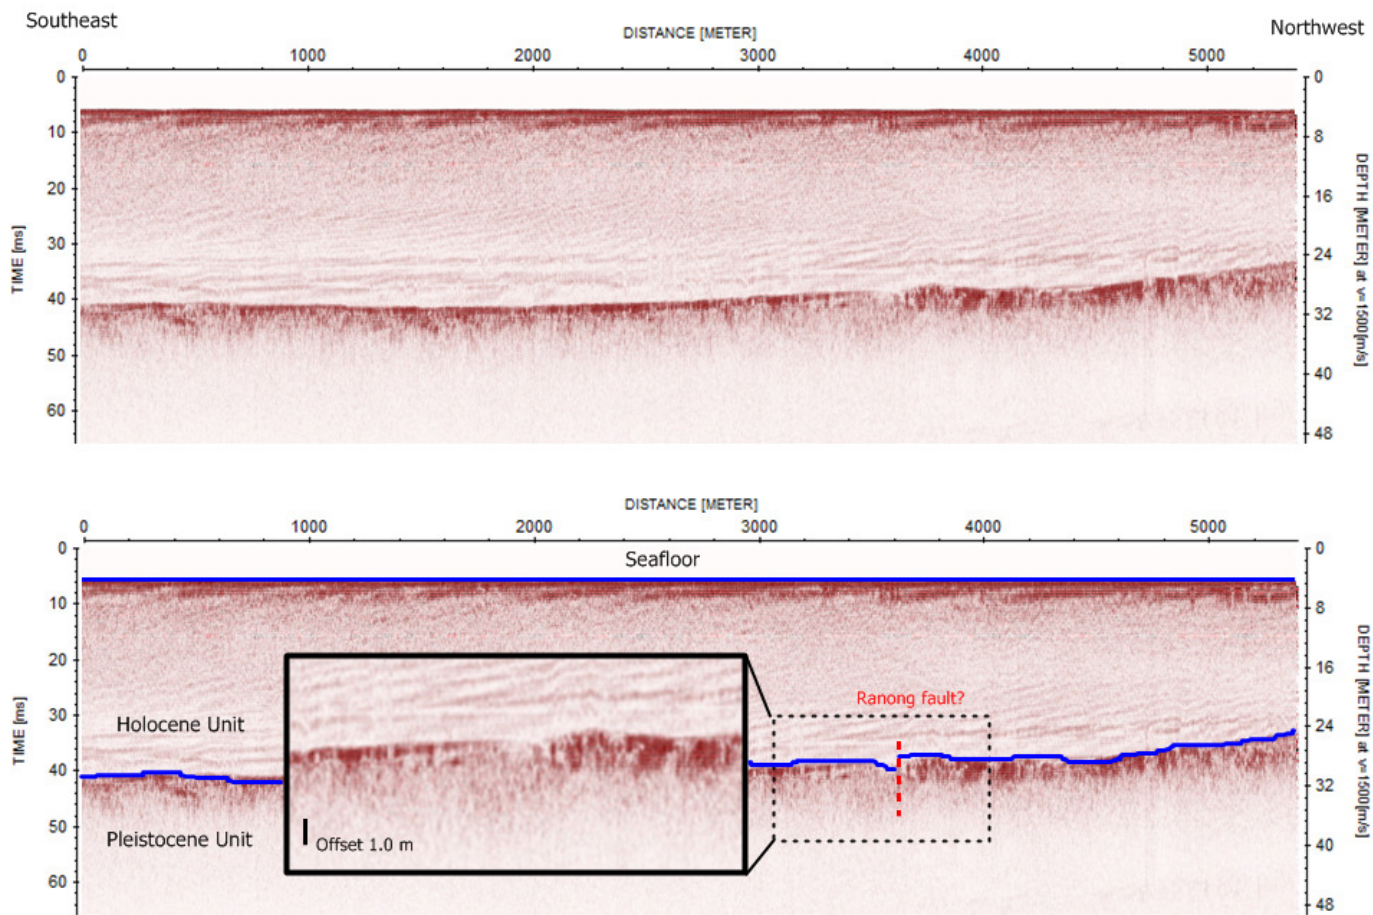 Southeast
Northwest
DISTANCE [METER]
0 1000 2000 3000 4000 5000
0 0
10 8
20 16
30 24
40 32
50 40
60 48
TIME [ms]
DEPTH [METER] at v=1500[m/s]
DISTANCE [METER]
0 1000 2000 3000 4000 5000
Seafloor
0 0
10 8
20 16
30 24
40 32
50 40
60 48
TIME [ms]
DEPTH [METER] at v=1500[m/s]
Ranong fault?
Holocene Unit
Pleistocene Unit
Offset 1.0 m